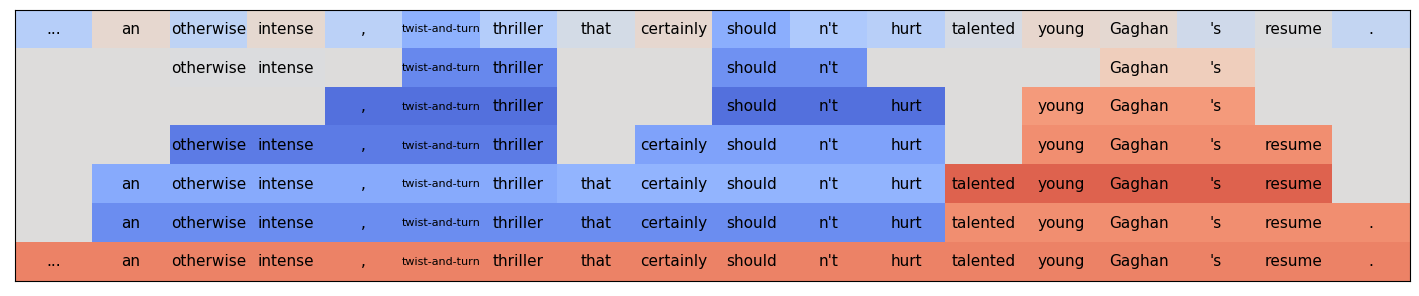 ... an otherwise intense , twist-and-turn thriller that certainly should n't hurt talented young Gaghan 's resume .
otherwise intense twist-and-turn thriller should n't Gaghan 's
, twist-and-turn thriller should n't hurt young Gaghan 's
otherwise intense , twist-and-turn thriller certainly should n't hurt young Gaghan 's resume
an otherwise intense , twist-and-turn thriller that certainly should n't hurt talented young Gaghan 's resume
an otherwise intense , twist-and-turn thriller that certainly should n't hurt talented young Gaghan 's resume .
... an otherwise intense , twist-and-turn thriller that certainly should n't hurt talented young Gaghan 's resume .